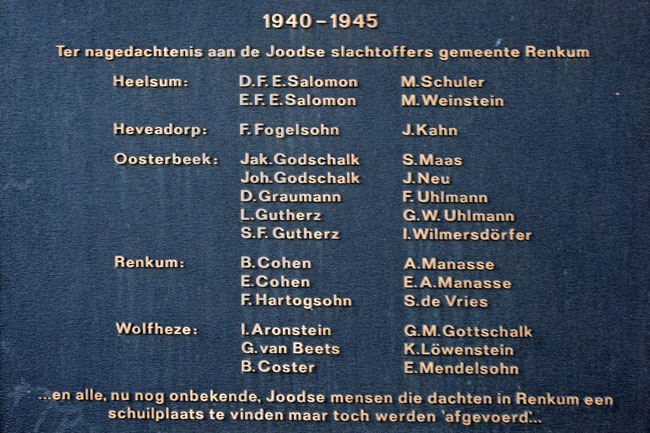 1940-1945
Ter nagedachtenis aan de Joodse slachtoffers gemeente Renkum
Heelsum: D.F.E.Salomon M.Schuler
E.F.E.Salomon M.Weinstein
Heveadorp: F.Fogelsohn J.Kahn
Oosterbeek: Jak.Godschalk S.Maas
Joh.Godschalk J.Neu
D.Graumann F.Uhlmann
L.Gutherz G.W.Uhlmann
S.F.Gutherz I.Wilmersdörfer
Renkum: B.Cohen A.Manasse
E.Cohen E.A.Manasse
F.Hartogsohn S.de Vries
Wolfheze: I.Aronstein G.M.Gottschalk
G.van Beets K.Löwenstein
B.Coster E.Mendelsohn
...en alle, nu nog onbekende, Joodse mensen die dachten in Renkum een
schuilplaats te vinden maar toch werden 'afgevoerd'...